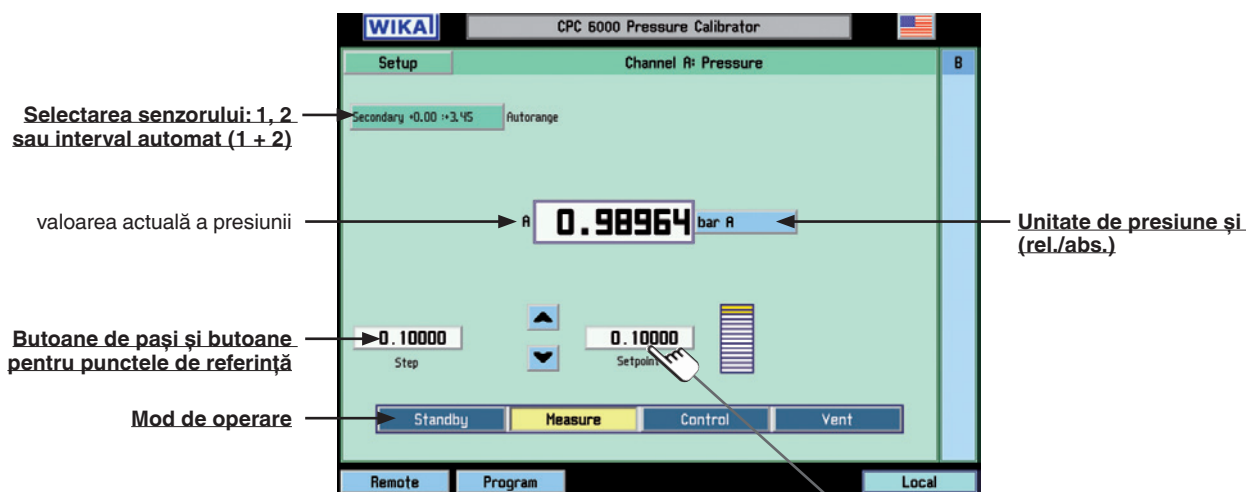 WIKA
CPC 6000 Pressure Calibrator
Setup
Channel A: Pressure
B
Selectarea senzorului: 1, 2
sau interval automat (1 + 2)
Secondary +0.00 :+3.45
Autorange
valoarea actuală a presiunii
A
0.98964
bar A
Unitate de presiune și
(rel./abs.)
Butoane de pași și butoane
pentru punctele de referință
0.10000
Step
0.10000
Setpoint
Mod de operare
Standby
Measure
Control
Vent
Remote
Program
Local